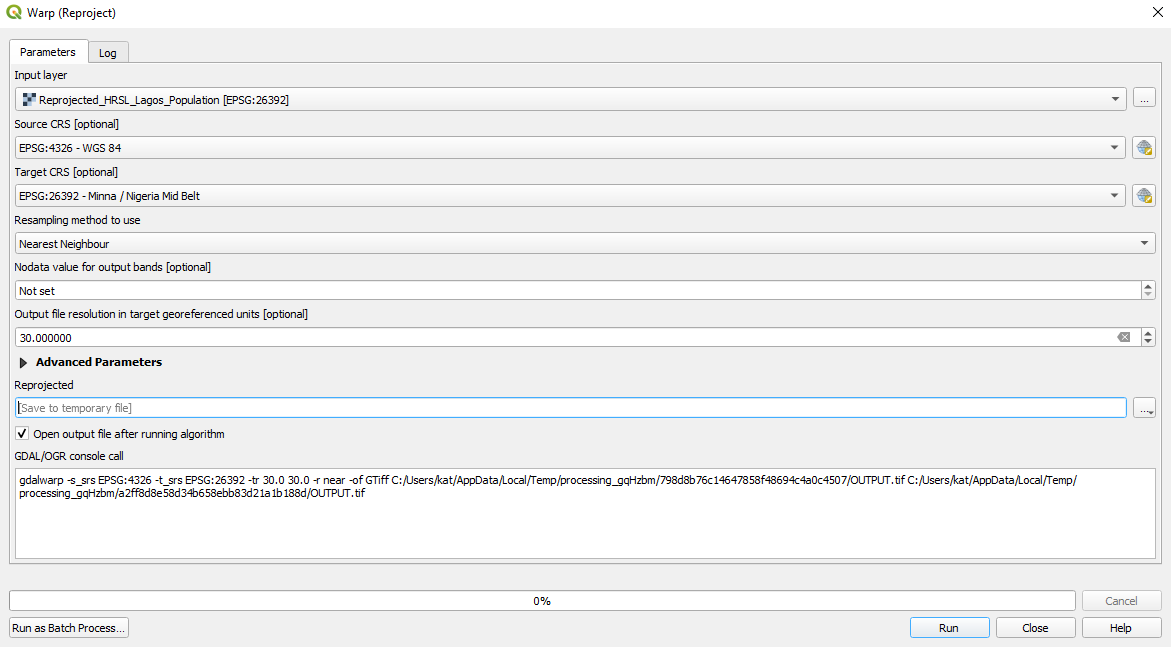 Warp (Reproject)
Parameters
Log
Input layer
Reprojected_HRSL_Lagos_Population [EPSG:26392]
...
Source CRS [optional]
EPSG:4326 - WGS 84
Target CRS [optional]
EPSG:26392 - Minna / Nigeria Mid Belt
Resampling method to use
Nearest Neighbour
Nodata value for output bands [optional]
Not set
Output file resolution in target georeferenced units [optional]
30.000000
Advanced Parameters
Reprojected
[Save to temporary file]
...
Open output file after running algorithm
GDAL/OGR console call
gdalwarp -s_srs EPSG:4326 -t_srs EPSG:26392 -tr 30.0 30.0 -r near -of GTiff C:/Users/kat/AppData/Local/Temp/processing_gqHzbm/798d8b76c14647858f48694c4a0c4507/OUTPUT.tif C:/Users/kat/AppData/Local/Temp/
processing_gqHzbm/a2ff8d8e58d34b658ebb83d21a1b188d/OUTPUT.tif
0%
Cancel
Run as Batch Process...
Run
Close
Help